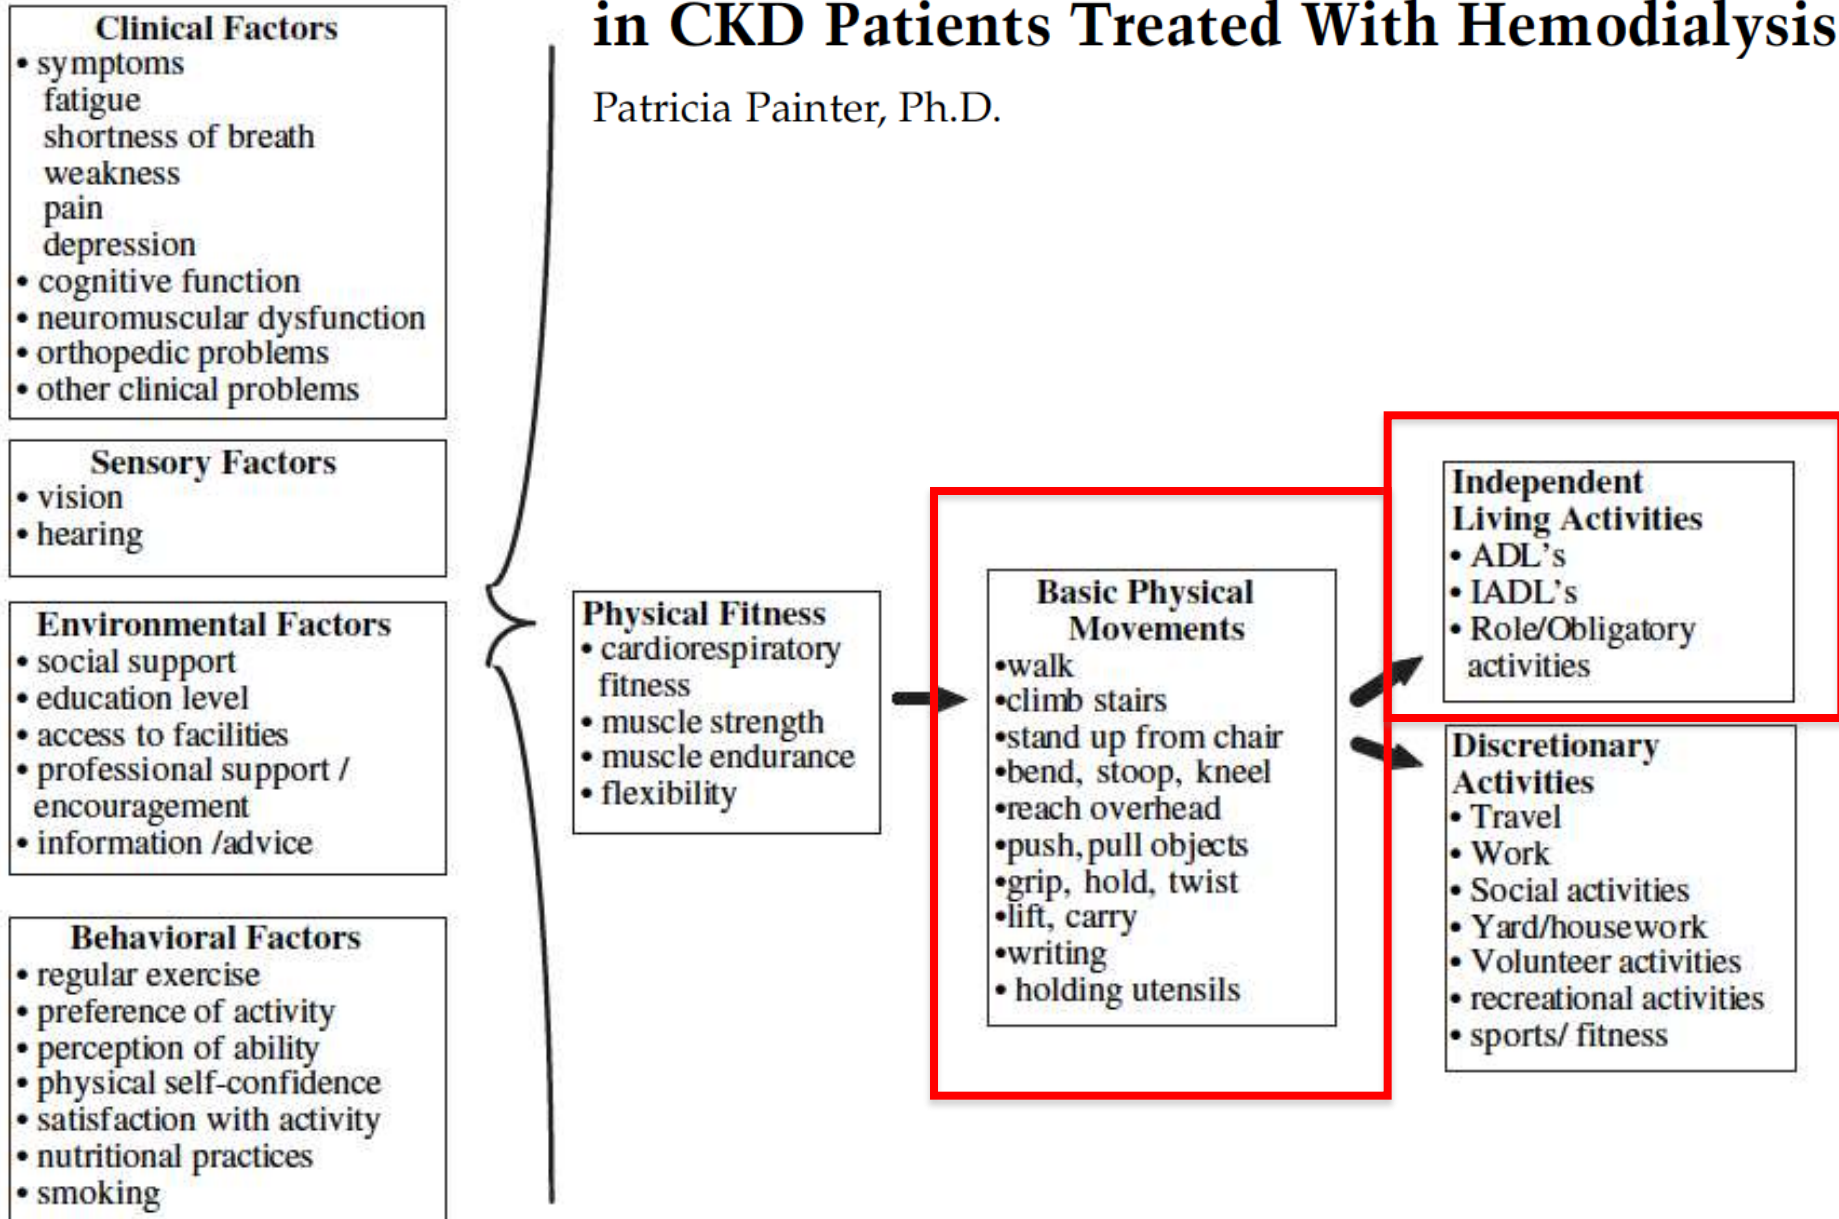 in CKD Patients Treated With Hemodialysis
Patricia Painter, Ph.D.
Clinical Factors
• symptoms
fatigue
shortness of breath
weakness
pain
depression
• cognitive function
• neuromuscular dysfunction
• orthopedic problems
• other clinical problems
Sensory Factors
• vision
• hearing
Environmental Factors
• social support
• education level
• access to facilities
• professional support /
encouragement
• information /advice
Behavioral Factors
• regular exercise
• preference of activity
• perception of ability
• physical self-confidence
• satisfaction with activity
• nutritional practices
• smoking
Physical Fitness
• cardiorespiratory
fitness
• muscle strength
• muscle endurance
• flexibility
Basic Physical
Movements
•walk
•climb stairs
•stand up from chair
•bend, stoop, kneel
•reach overhead
•push,pull objects
•grip, hold, twist
•lift, carry
•writing
• holding utensils
Independent
Living Activities
• ADL's
• IADL's
• Role/Obligatory
activities
Discretionary
Activities
• Travel
• Work
• Social activities
• Yard/housework
• Volunteer activities
• recreational activities
• sports/ fitness